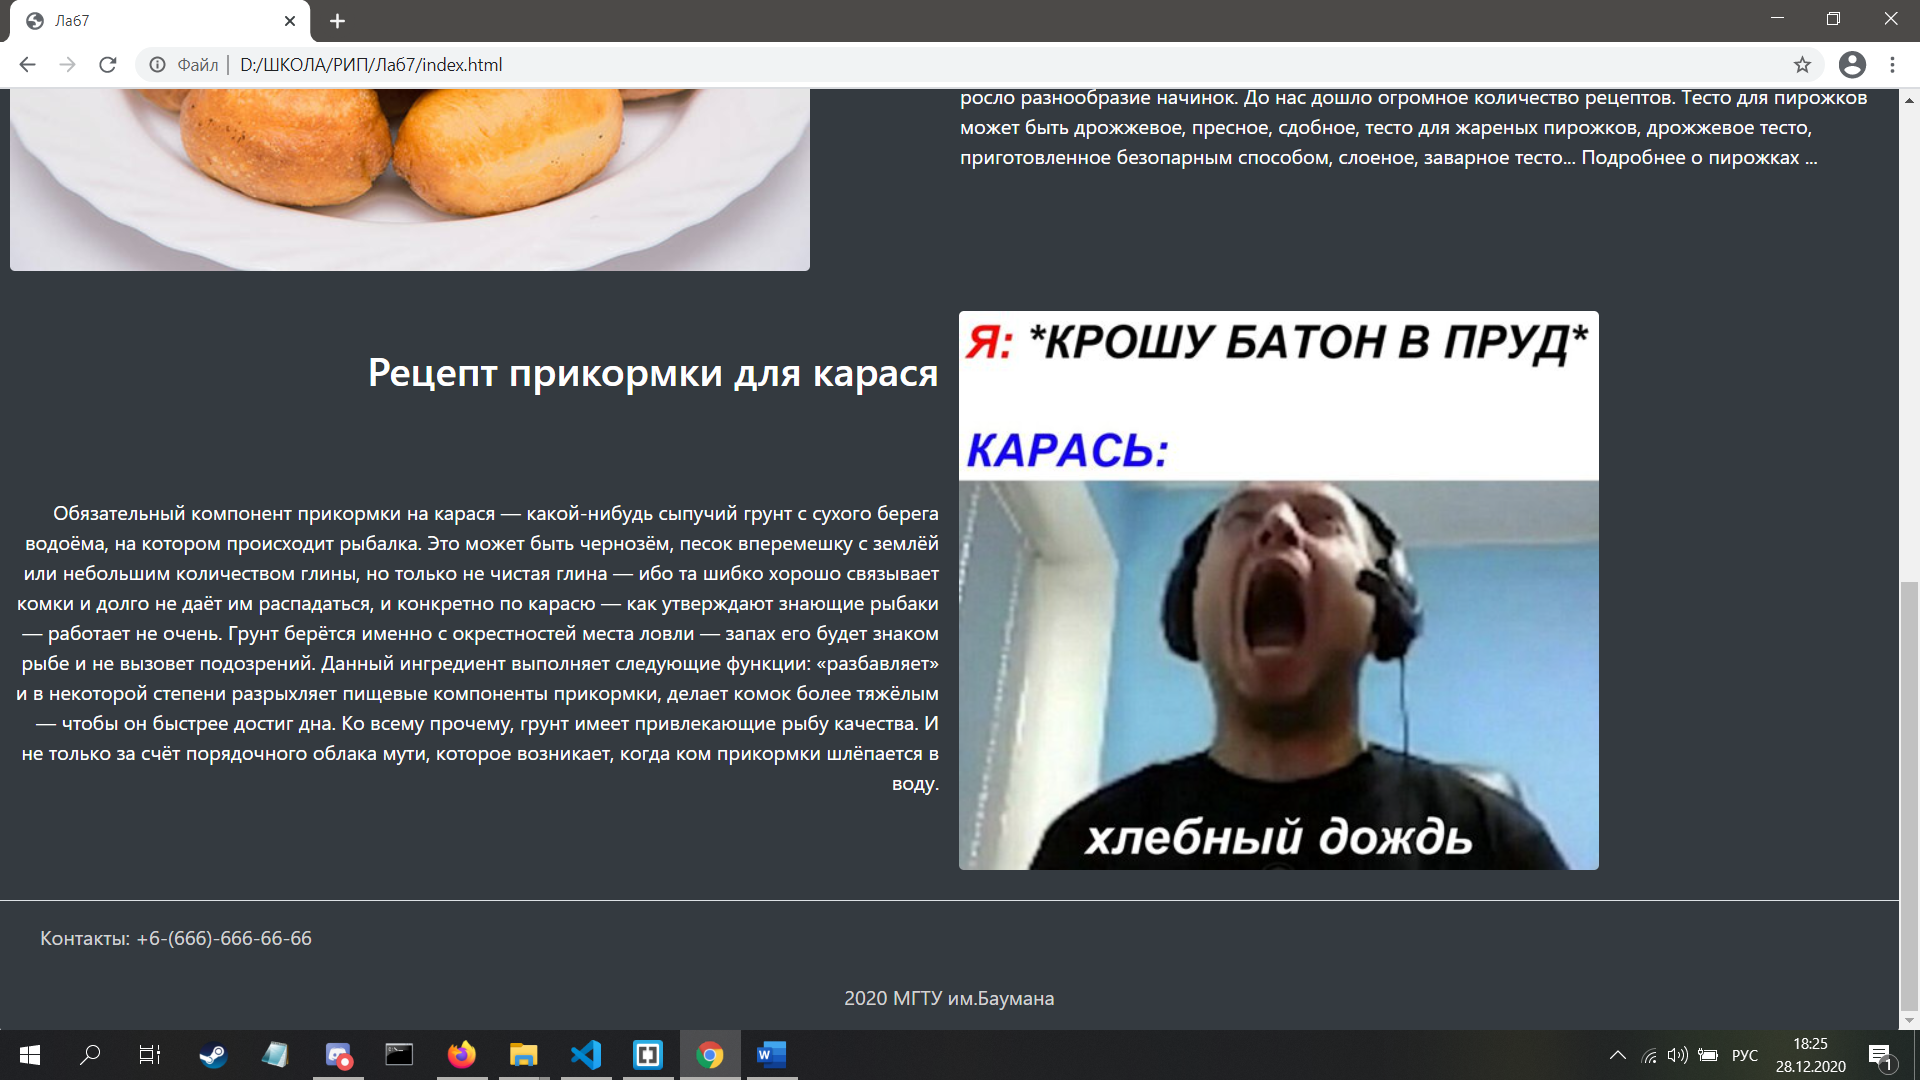 Лаб7
Файл
D:/ШКОЛА/РИП/Лаб7/index.html
росло разнообразие начинок. До нас дошло огромное количество рецептов. Тесто для пирожков
может быть дрожжевое, пресное, сдобное, тесто для жареных пирожков, дрожжевое тесто,
приготовленное безопарным способом, слоеное, заварное тесто... Подробнее о пирожках ...
Рецепт прикормки для карася
Обязательный компонент прикормки на карася — какой-нибудь сыпучий грунт с сухого берега
водоёма, на котором происходит рыбалка. Это может быть чернозём, песок вперемешку с землёй
или небольшим количеством глины, но только не чистая глина — ибо та шибко хорошо связывает
комки и долго не даёт им распадаться, и конкретно по карасю — как утверждают знающие рыбаки
— работает не очень. Грунт берётся именно с окрестностей места ловли — запах его будет знаком
рыбе и не вызовет подозрений. Данный ингредиент выполняет следующие функции: «разбавляет»
и в некоторой степени разрыхляет пищевые компоненты прикормки, делает комок более тяжёлым
— чтобы он быстрее достиг дна. Ко всему прочему, грунт имеет привлекающие рыбу качества. И
не только за счёт порядочного облака мути, которое возникает, когда ком прикормки шлёпается в
воду.
Я: *КРОШУ БАТОН В ПРУД*
КАРАСЬ:
хлебный дождь
Контакты: +6-(666)-666-66-66
2020 МГТУ им.Баумана
РУС
18:25
28.12.2020
1